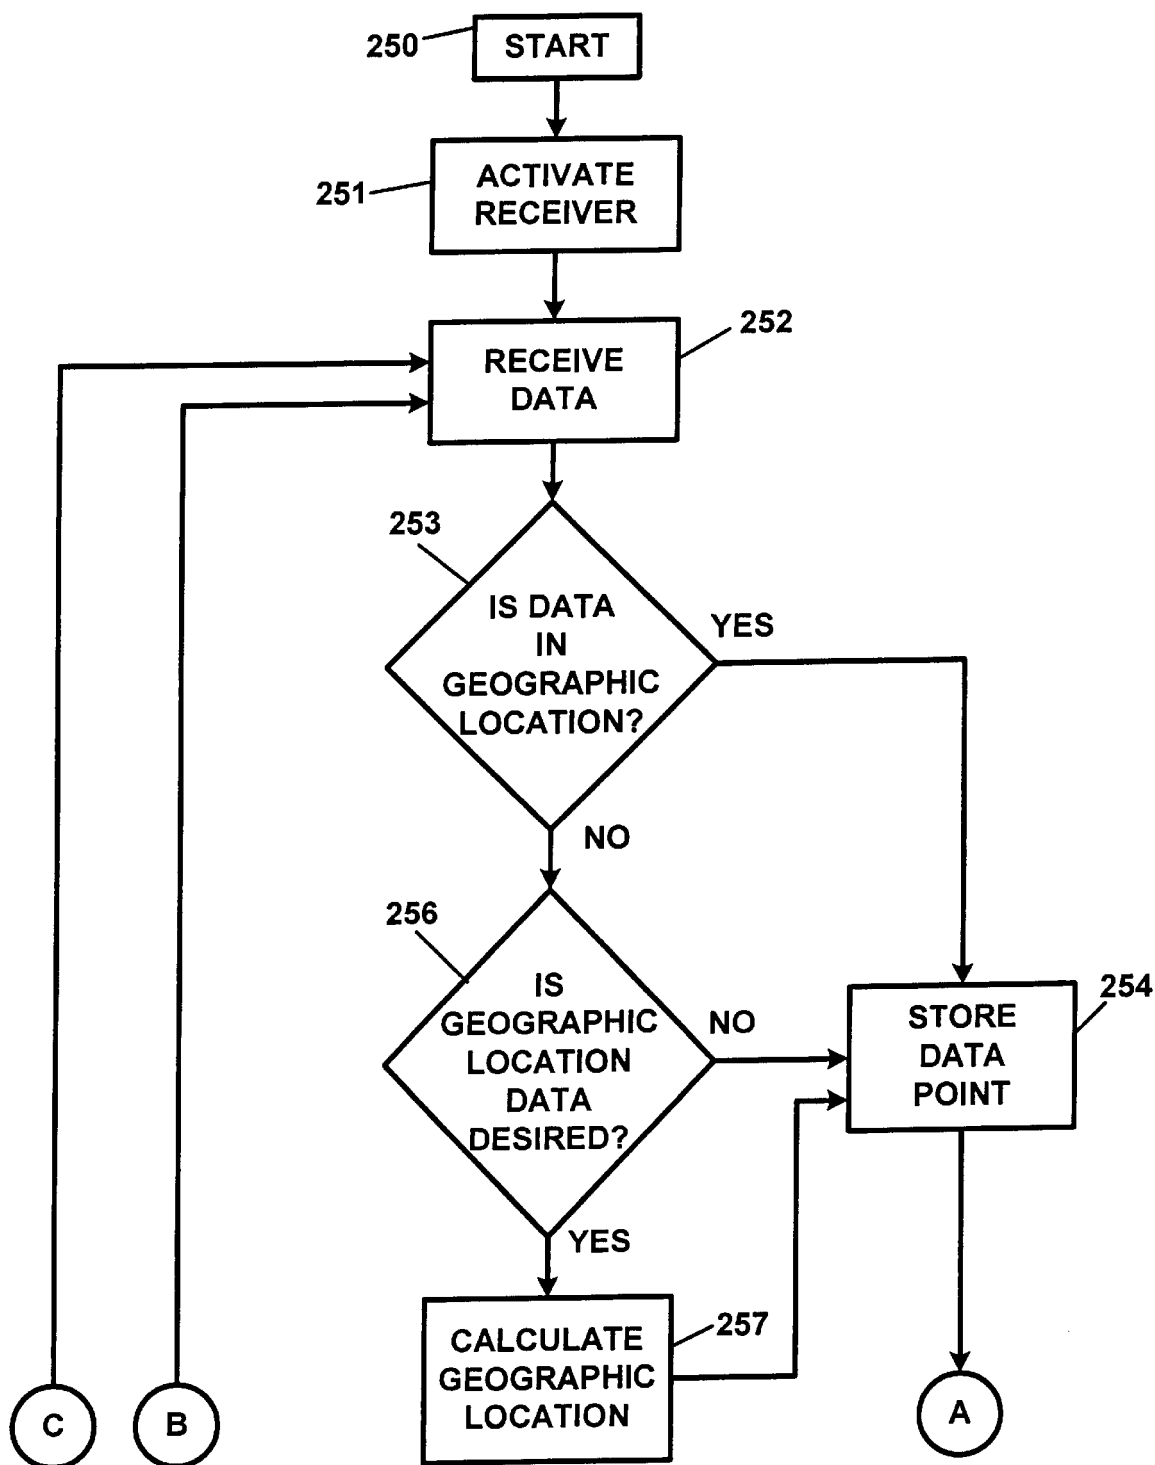 250
START
251
ACTIVATE
RECEIVER
252
RECEIVE
DATA
253
IS DATA
IN
GEOGRAPHIC
LOCATION?
YES
NO
256
IS
GEOGRAPHIC
LOCATION
DATA
DESIRED?
NO
254
STORE
DATA
POINT
YES
257
CALCULATE
GEOGRAPHIC
LOCATION
C
B
A